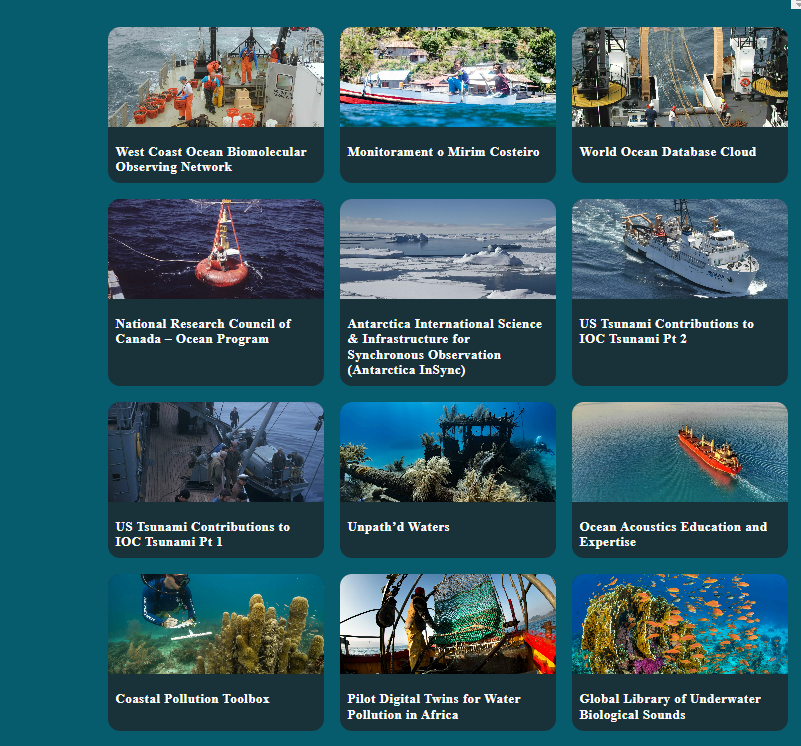 West Coast Ocean Biomolecular
Observing Network
Monitorament o Mirim Costeiro
World Ocean Database Cloud
National Research Council of
Canada – Ocean Program
Antarctica International Science
& Infrastructure for
Synchronous Observation
(Antarctica InSync)
US Tsunami Contributions to
IOC Tsunami Pt 2
US Tsunami Contributions to
IOC Tsunami Pt 1
Unpath’d Waters
Ocean Acoustics Education and
Expertise
Coastal Pollution Toolbox
Pilot Digital Twins for Water
Pollution in Africa
Global Library of Underwater
Biological Sounds